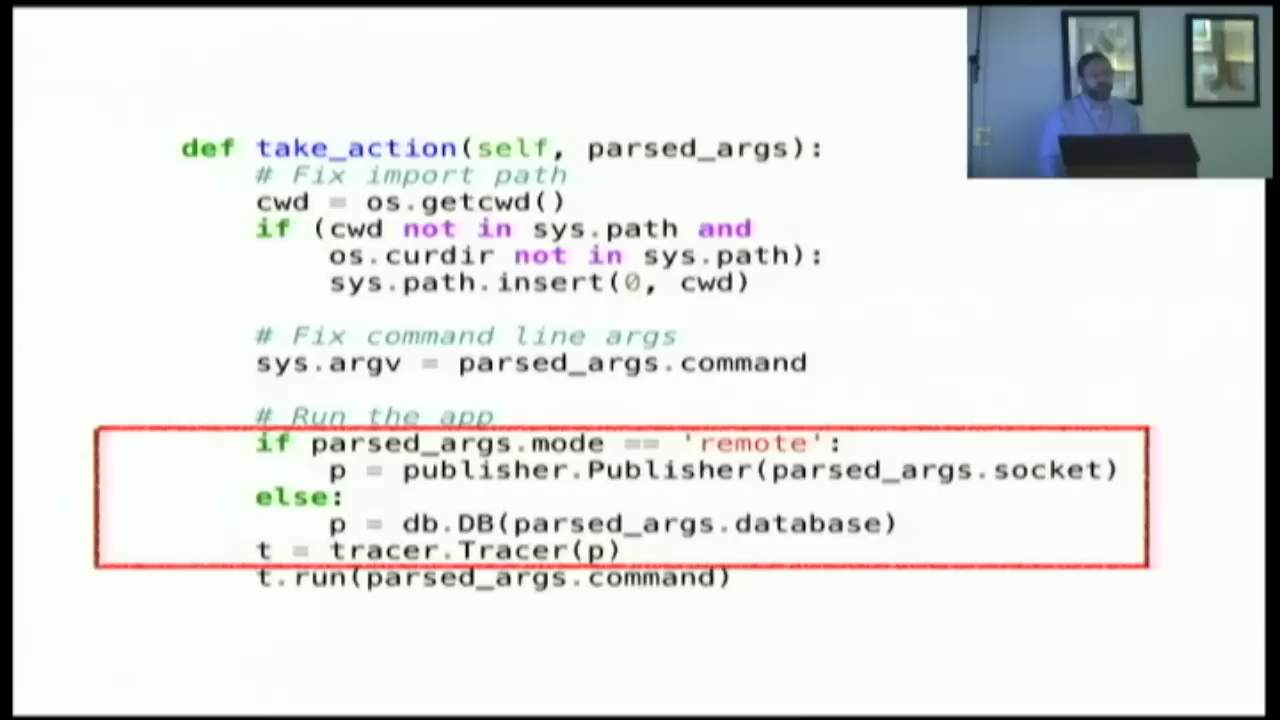 def take_action(self, parsed_args):
# Fix import path
cwd = os.getcwd()
if (cwd not in sys.path and
os.curdir not in sys.path):
sys.path.insert(0, cwd)
# Fix command line args
sys.argv = parsed_args.command
# Run the app
if parsed_args.mode == 'remote':
p = publisher.Publisher(parsed_args.socket)
else:
p = db.DB(parsed_args.database)
t = tracer.Tracer(p)
t.run(parsed_args.command)